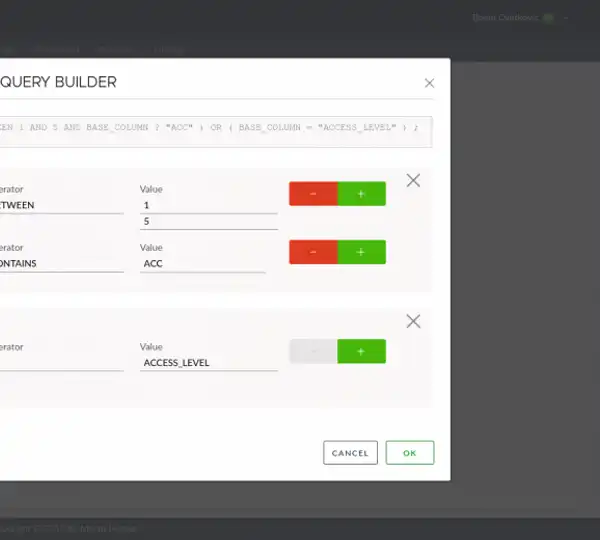 QUERY BUILDER
EEN 1 AND 5 AND BASE_COLUMN ? "ACC" ) OR ( BASE_COLUMN = "ACCESS_LEVEL" ) ;
erator Value
ETWEEN 1 - +
5
erator Value
ONTAINS ACC - +
erator Value
ACCESS_LEVEL - +
CANCEL OK